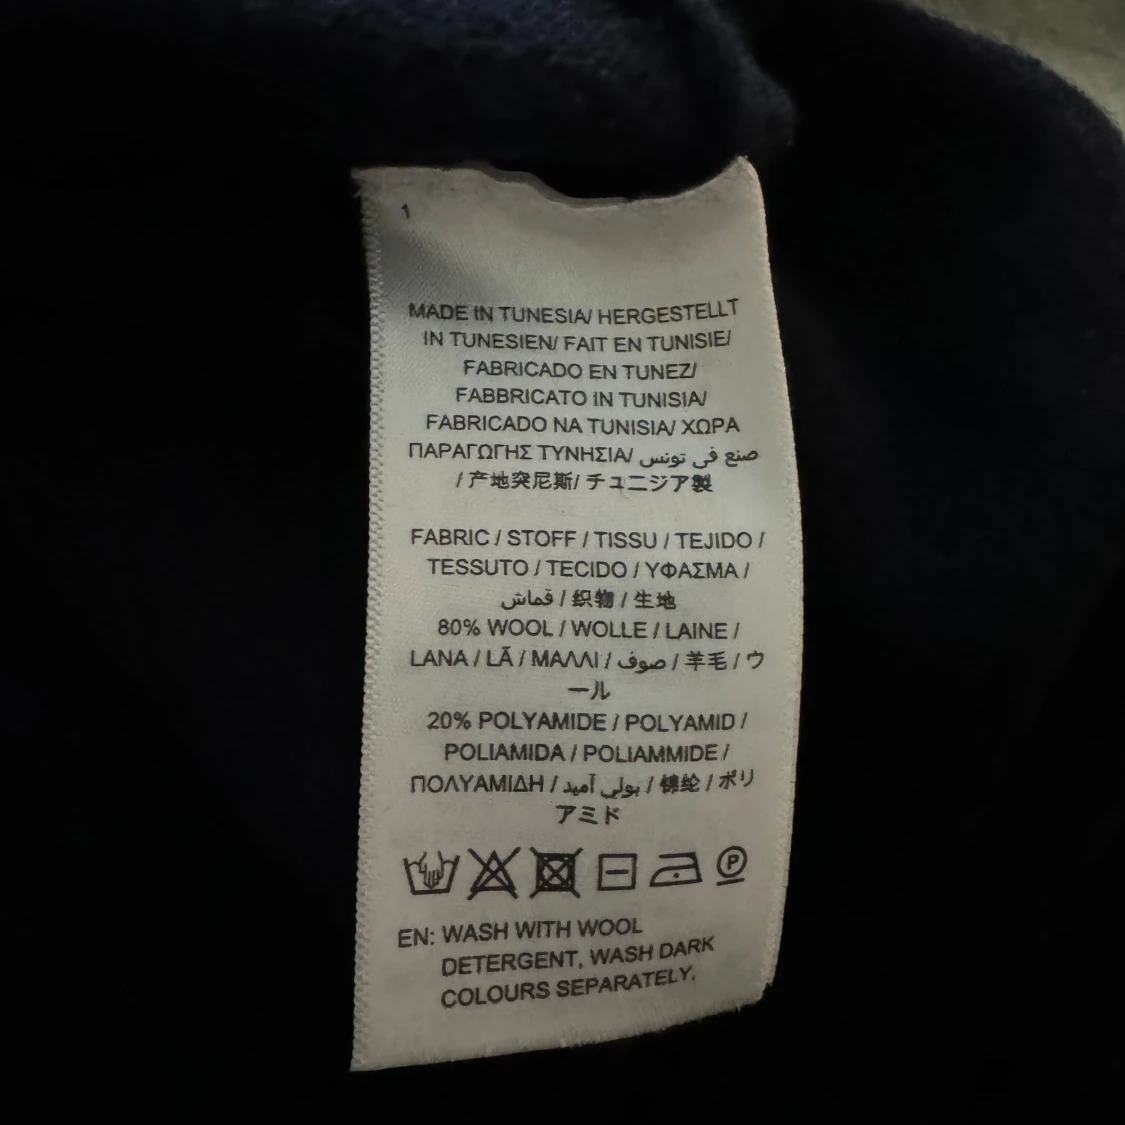 1
MADE IN TUNESIA/ HERGESTELLT
IN TUNESIEN/ FAIT EN TUNISIE/
FABRICADO EN TUNEZ/
FABBRICATO IN TUNISIA/
FABRICADO NA TUNISIA/ ΧΩΡΑ
ΠΑΡΑΓΩΓΗΣ ΤΥΝΗΣΙΑ/ صنع في تونس
/ 产地突尼斯/ チュニジア製
FABRIC / STOFF / TISSU / TEJIDO /
TESSUTO / TECIDO / ΥΦΑΣΜΑ /
قماش / 织物 / 生地
80% WOOL / WOLLE / LAINE /
LANA / LÃ / ΜΑΛΛΙ / صوف / 羊毛 / ウ
ール
20% POLYAMIDE / POLYAMID /
POLIAMIDA / POLIAMMIDE /
ΠΟΛΥΑΜΙΔΗ / بولي آميد / 锦纶 / ポリ
アミド
P
EN: WASH WITH WOOL
DETERGENT, WASH DARK
COLOURS SEPARATELY,